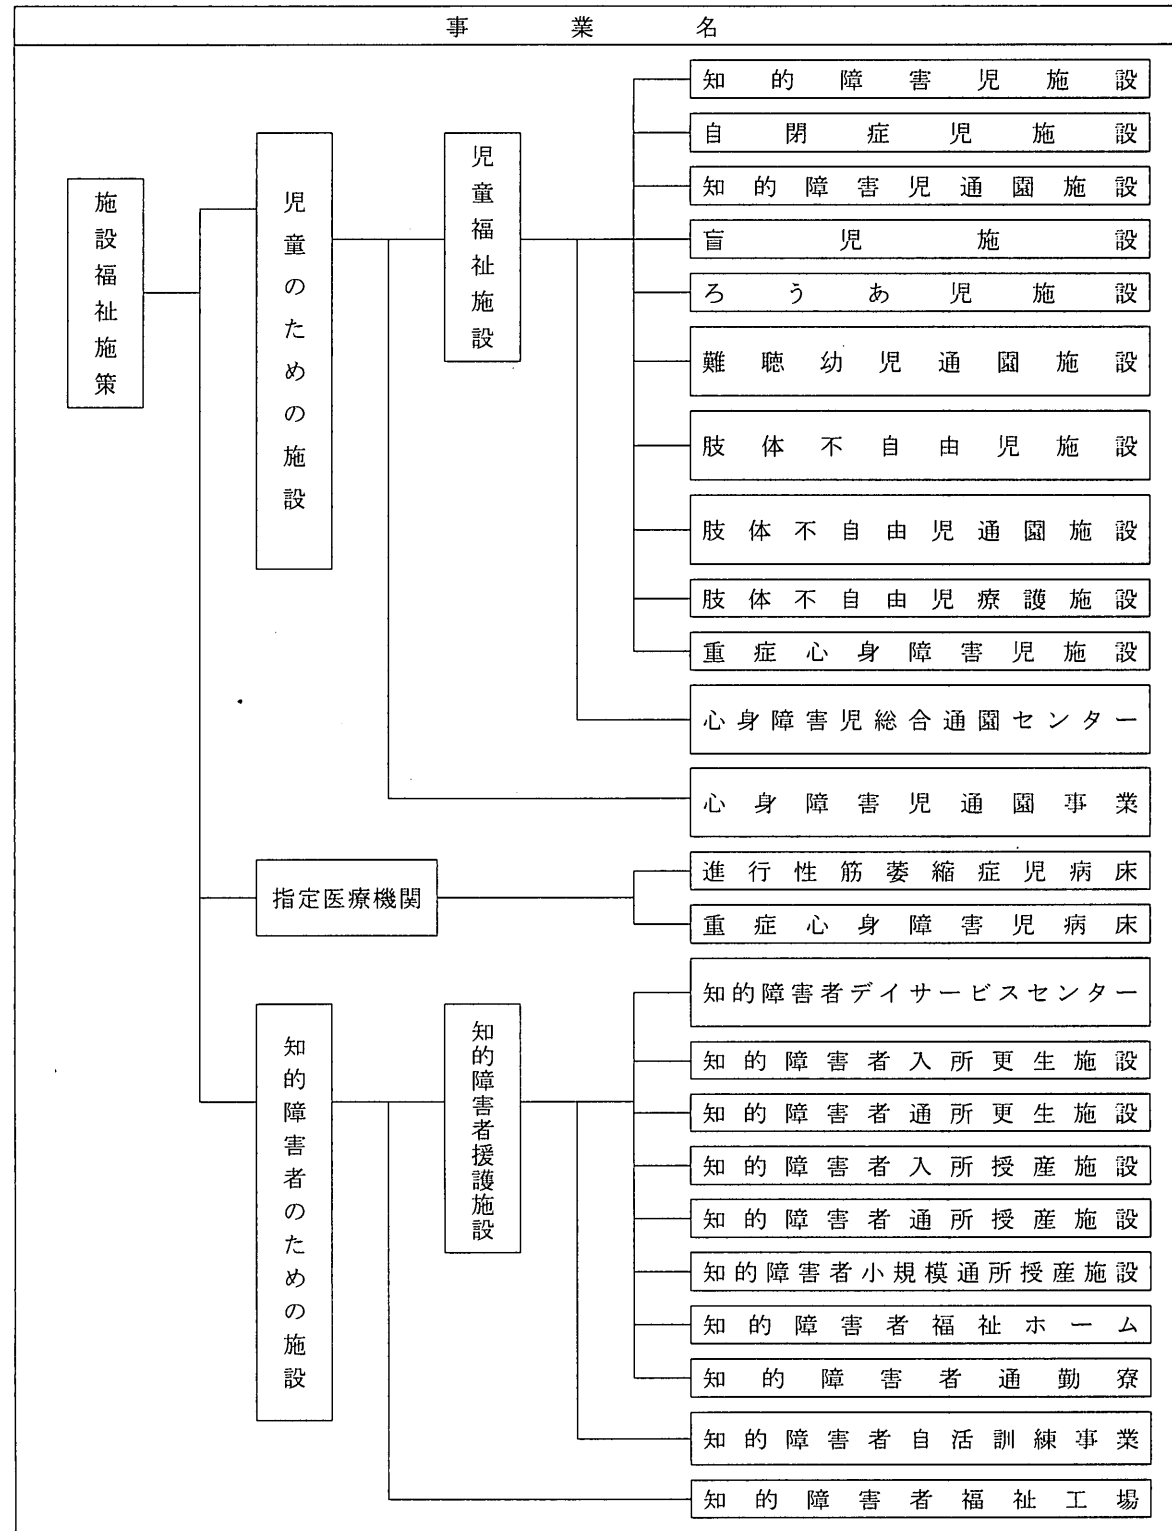 事業名
施設福祉施策
児童のための施設
児童福祉施設
知的障害児施設
自閉症児施設
知的障害児通園施設
盲児施設
ろうあ児施設
難聴幼児通園施設
肢体不自由児施設
肢体不自由児通園施設
肢体不自由児療護施設
重症心身障害児施設
心身障害児総合通園センター
心身障害児通園事業
指定医療機関
進行性筋萎縮症児病床
重症心身障害児病床
知的障害者のための施設
知的障害者援護施設
知的障害者デイサービスセンター
知的障害者入所更生施設
知的障害者通所更生施設
知的障害者入所授産施設
知的障害者通所授産施設
知的障害者小規模通所授産施設
知的障害者福祉ホーム
知的障害者通勤寮
知的障害者自活訓練事業
知的障害者福祉工場